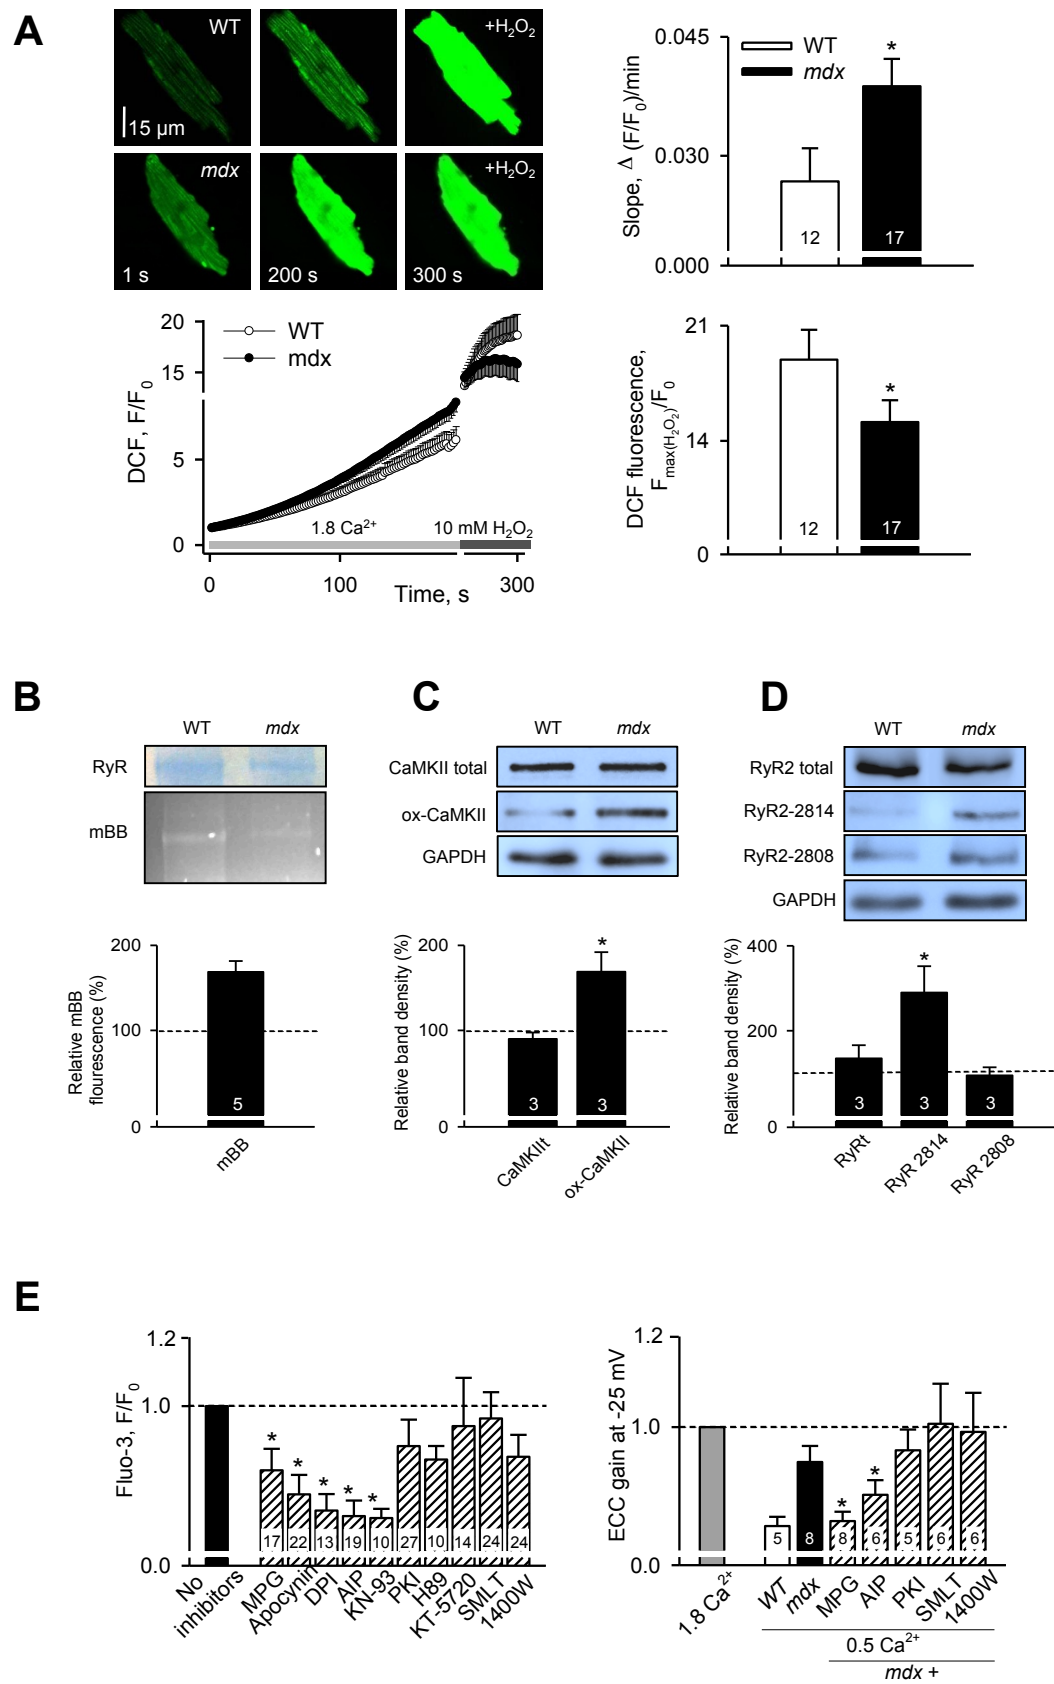 A
WT
+H₂O₂
15 µm
mdx
+H₂O₂
1 s
200 s
300 s
0.045
0.030
0.000
Slope, Δ (F/F₀)/min
WT
mdx
*
12
17
20
15
5
0
DCF, F/F₀
WT
mdx
1.8 Ca²⁺
10 mM H₂O₂
0
100
300
Time, s
21
14
0
DCF fluorescence,
Fmax(H₂O₂)/F₀
*
12
17
B
WT
mdx
RyR
mBB
200
100
0
Relative mBB
flourescence (%)
5
mBB
C
WT
mdx
CaMKII total
ox-CaMKII
GAPDH
200
100
0
Relative band density (%)
*
3
3
CaMKIIt
ox-CaMKII
D
WT
mdx
RyR2 total
RyR2-2814
RyR2-2808
GAPDH
400
200
0
Relative band density (%)
*
3
3
3
RyRt
RyR 2814
RyR 2808
E
1.2
1.0
0.0
Fluo-3, F/F₀
* * * * *
17 22 13 19 10 27 10 14 24 24
No
inhibitors
MPG
Apocynin
DPI
AIP
KN-93
PKI
H89
KT-5720
SMLT
1400W
1.2
1.0
0.0
ECC gain at -25 mV
* *
5 8 8 6 5 6 6
1.8 Ca²⁺
WT
mdx
MPG
AIP
PKI
SMLT
1400W
0.5 Ca²⁺
mdx +